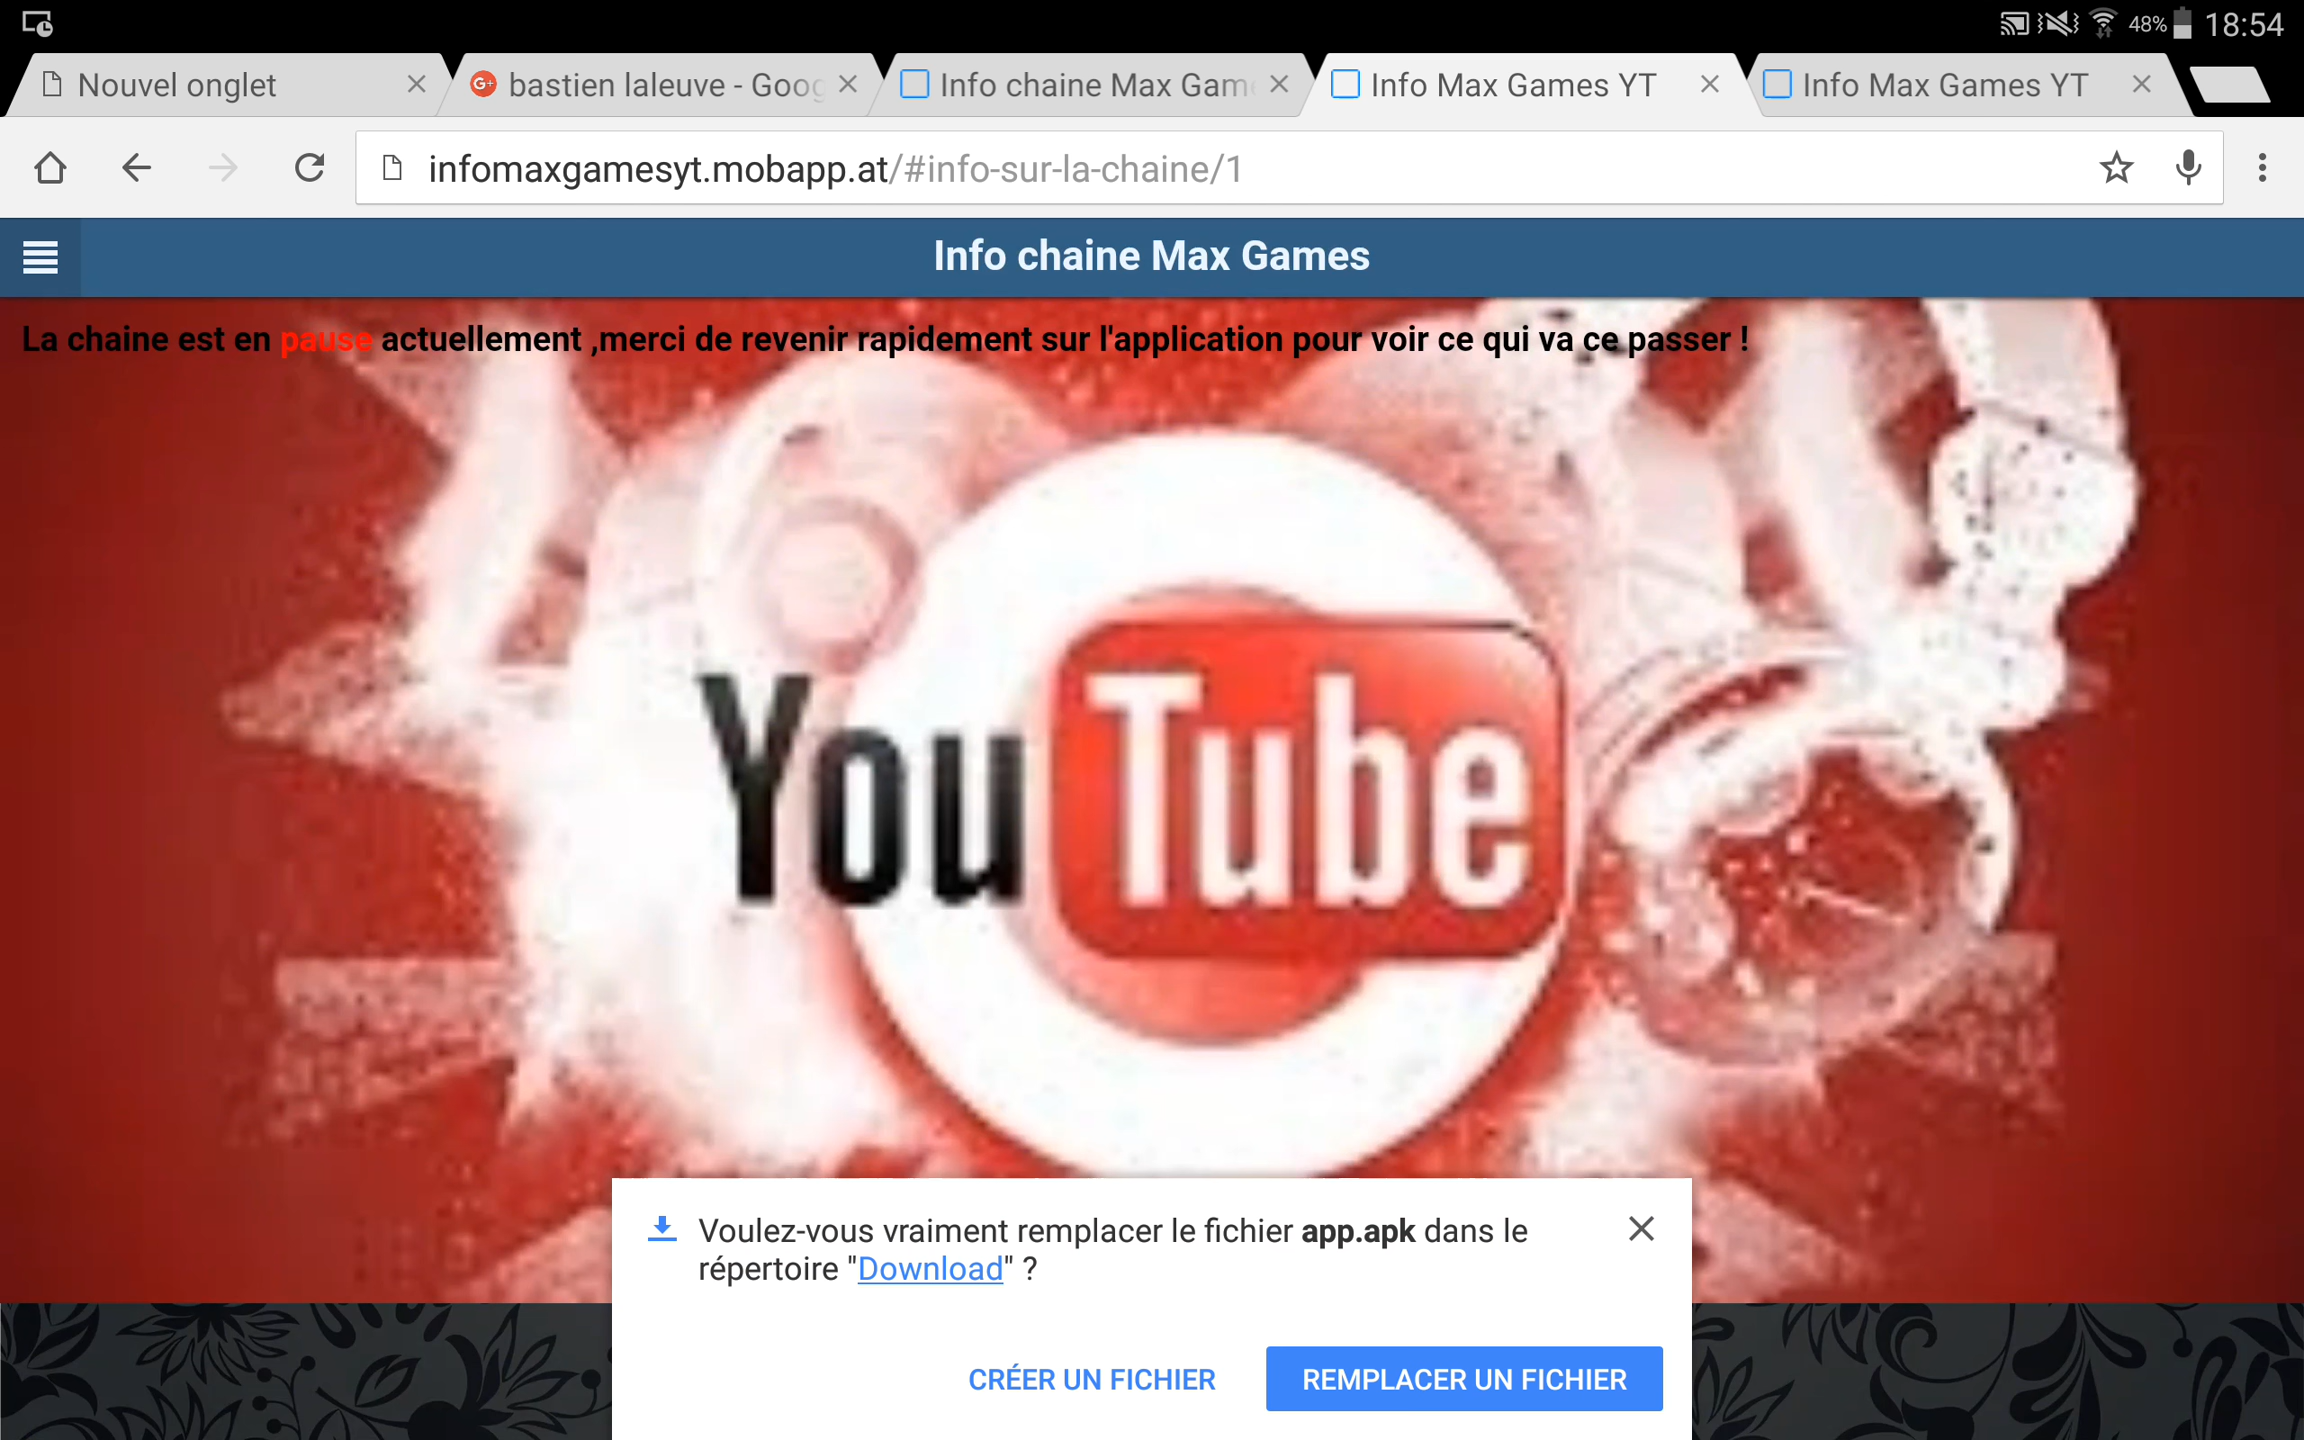 48% 18:54
Nouvel onglet
bastien laleuve - Goog
Info chaine Max Game
Info Max Games YT
Info Max Games YT
infomaxgamesyt.mobapp.at/#info-sur-la-chaine/1
Info chaine Max Games
La chaine est en pause actuellement ,merci de revenir rapidement sur l'application pour voir ce qui va ce passer !
You Tube
Voulez-vous vraiment remplacer le fichier app.apk dans le
répertoire "Download" ?
CRÉER UN FICHIER REMPLACER UN FICHIER